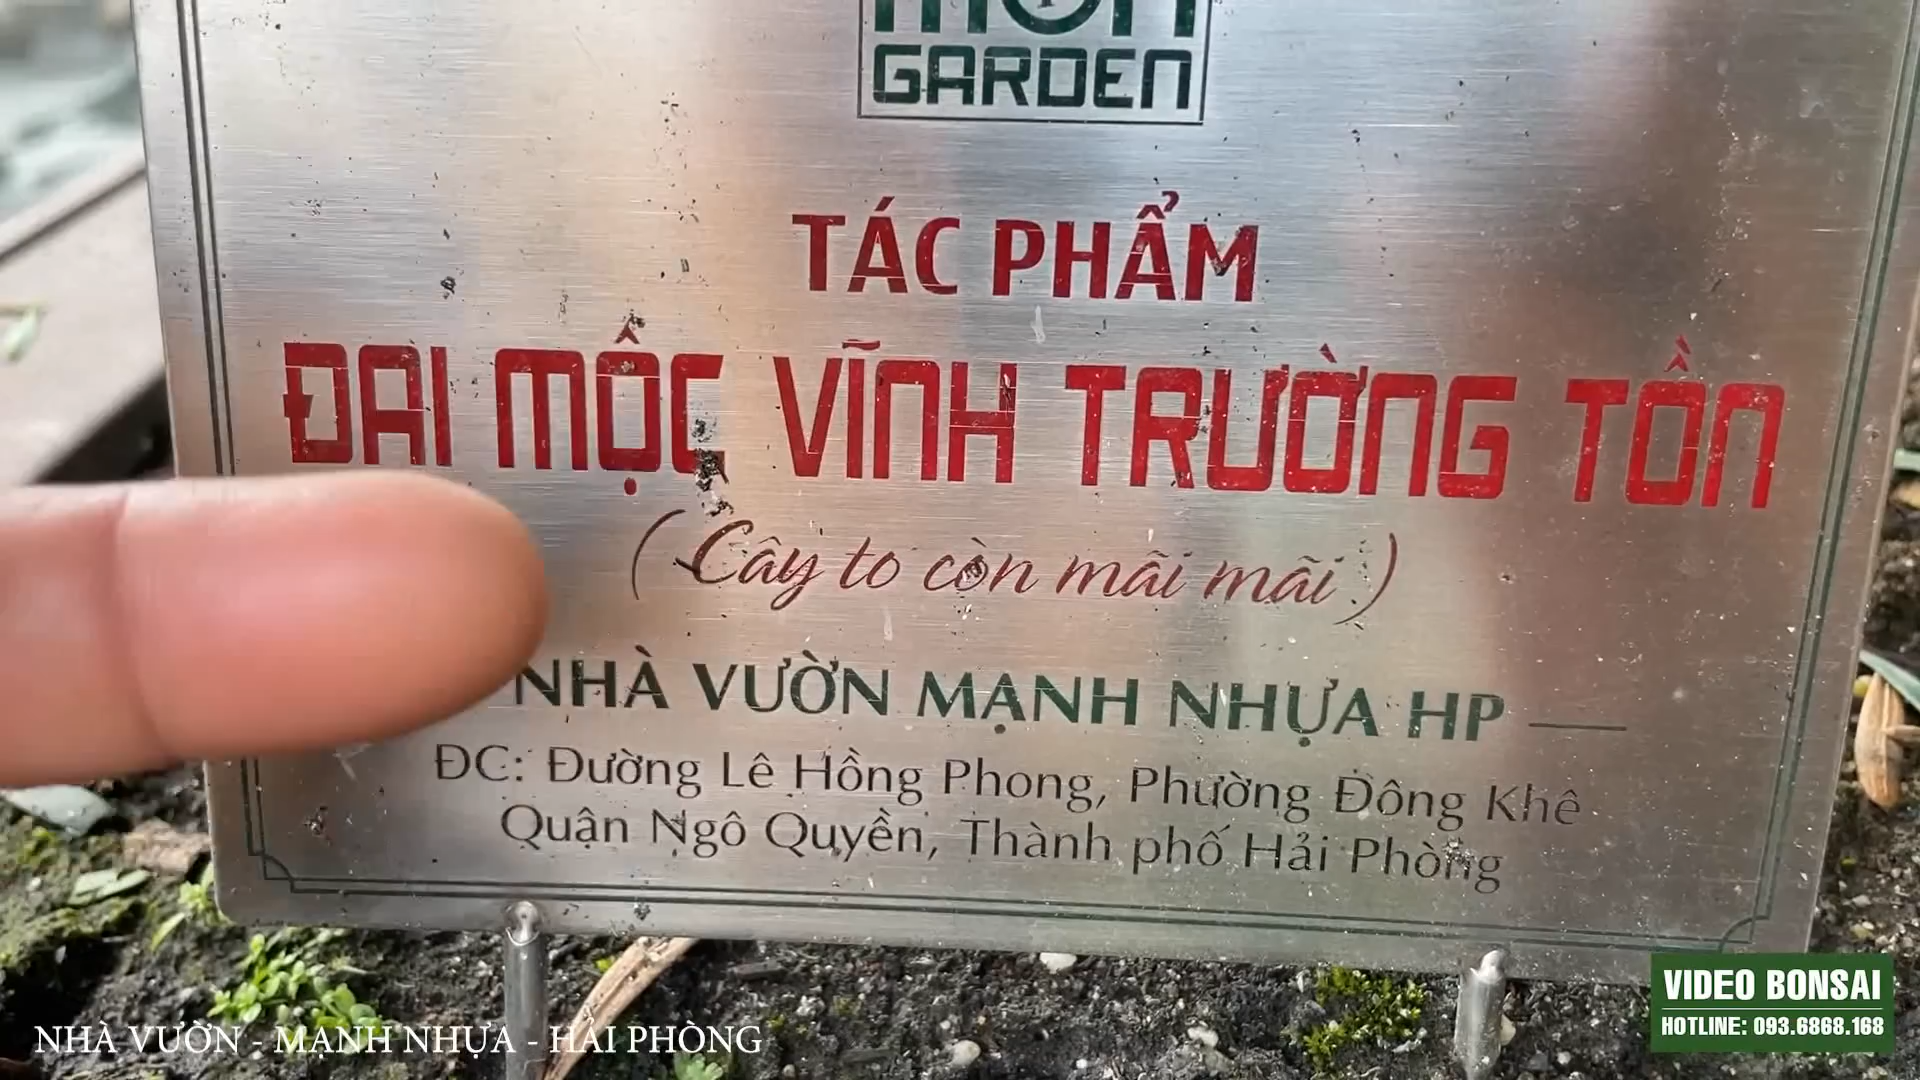 GARDEN
TÁC PHẨM
ĐẠI MỘC VĨNH TRƯỜNG TỒN
(Cây to còn mãi mãi)
NHÀ VƯỜN MẠNH NHỰA HP
ĐC: Đường Lê Hồng Phong, Phường Đông Khê
Quận Ngô Quyền, Thành phố Hải Phòng
NHÀ VƯỜN - MẠNH NHỰA - HẢI PHÒNG
VIDEO BONSAI
HOTLINE: 093.6868.168